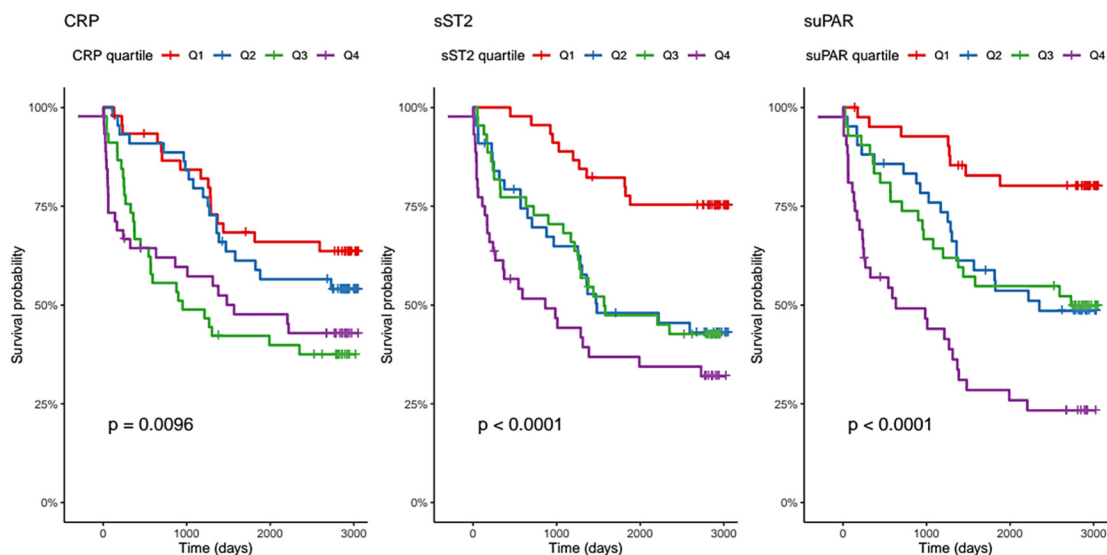 CRP
CRP quartile Q1 Q2 Q3 Q4
Survival probability
100%
75%
50%
25%
0%
p = 0.0096
0 1000 2000 3000
Time (days)
sST2
sST2 quartile Q1 Q2 Q3 Q4
Survival probability
100%
75%
50%
25%
0%
p < 0.0001
0 1000 2000 3000
Time (days)
suPAR
suPAR quartile Q1 Q2 Q3 Q4
Survival probability
100%
75%
50%
25%
0%
p < 0.0001
0 1000 2000 3000
Time (days)